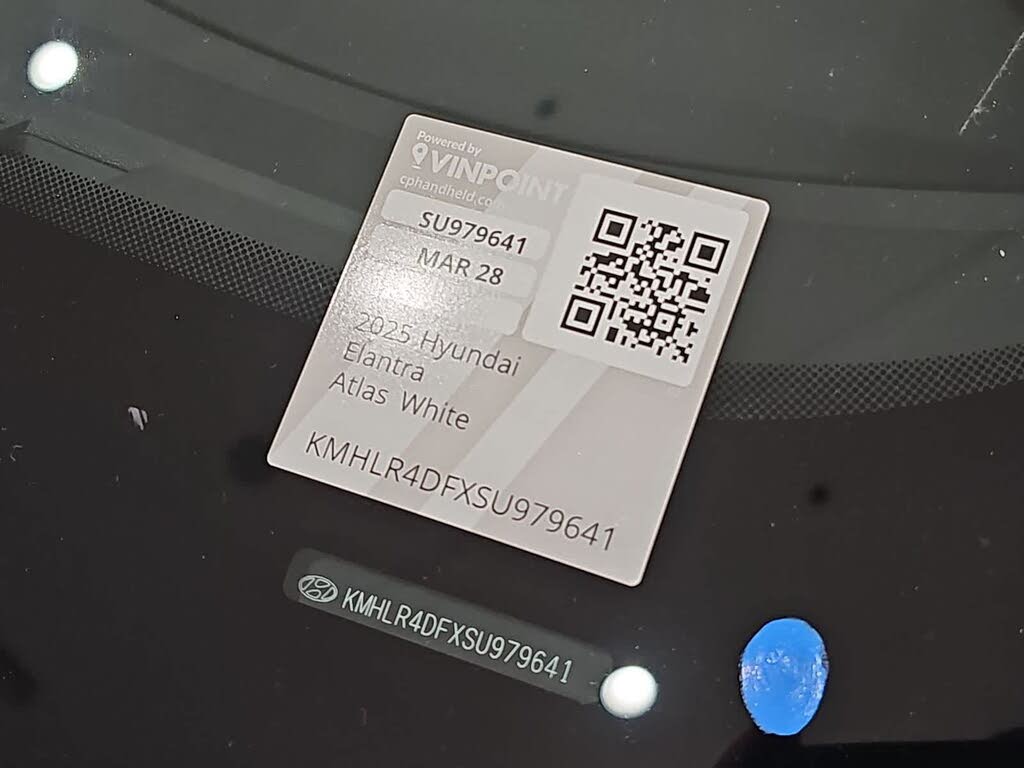 Powered by
VINPOINT
cphandheld.com
SU979641
MAR 28
2025 Hyundai
Elantra
Atlas White
KMHLR4DFXSU979641
KMHLR4DFXSU979641